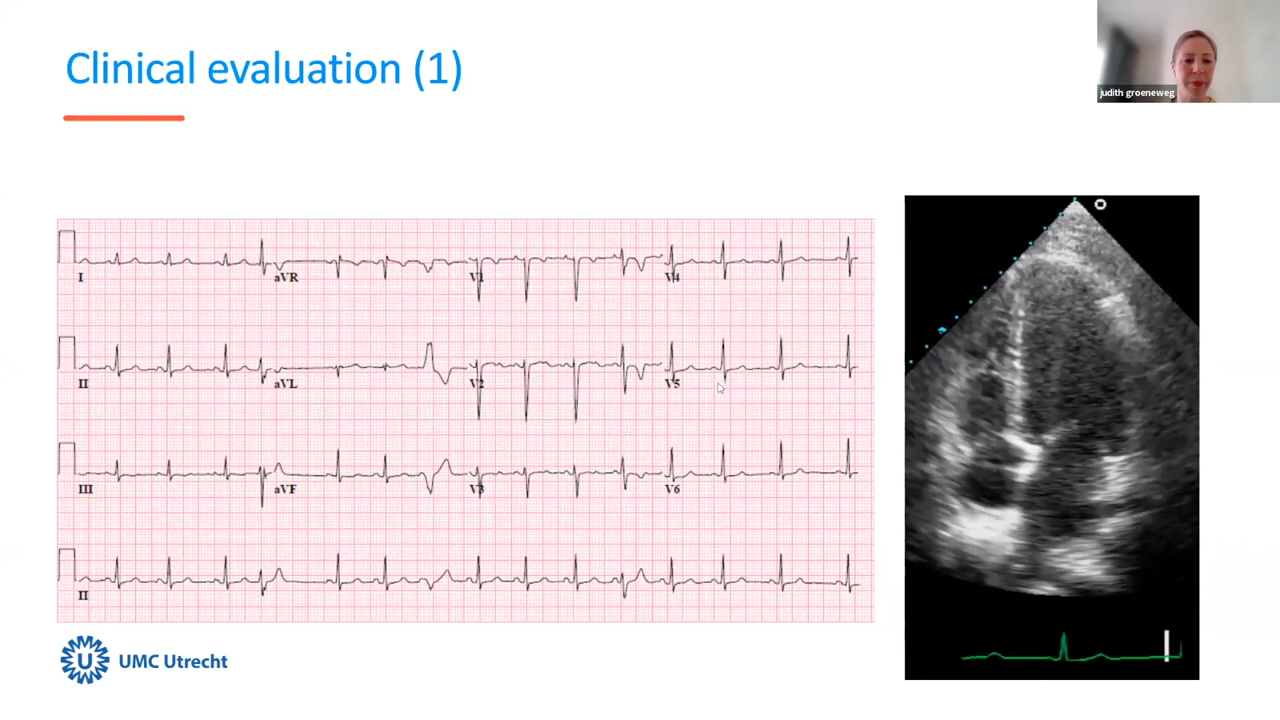 Clinical evaluation (1)
judith groeneweg
I aVR V1 V4
II aVL V2 V5
III aVF V3 V6
II
UMC Utrecht